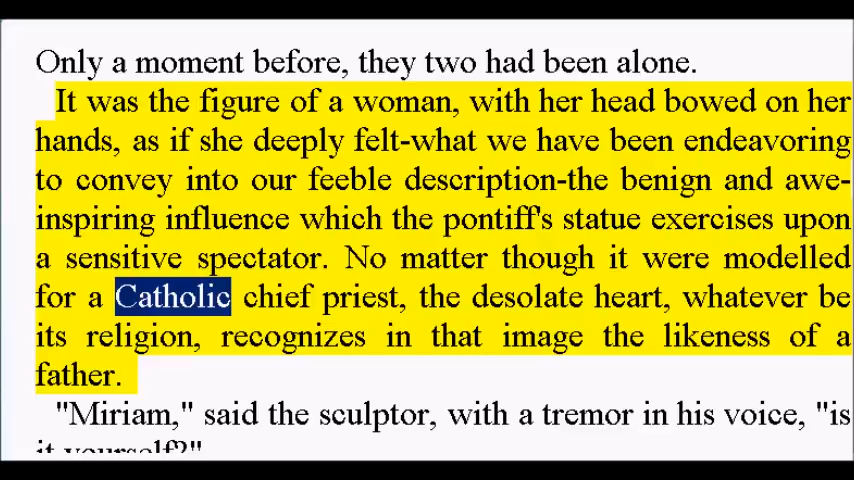 Only a moment before, they two had been alone.
It was the figure of a woman, with her head bowed on her
hands, as if she deeply felt-what we have been endeavoring
to convey into our feeble description-the benign and awe-
inspiring influence which the pontiff's statue exercises upon
a sensitive spectator. No matter though it were modelled
for a Catholic chief priest, the desolate heart, whatever be
its religion, recognizes in that image the likeness of a
father.
"Miriam," said the sculptor, with a tremor in his voice, "is
it yourself?"